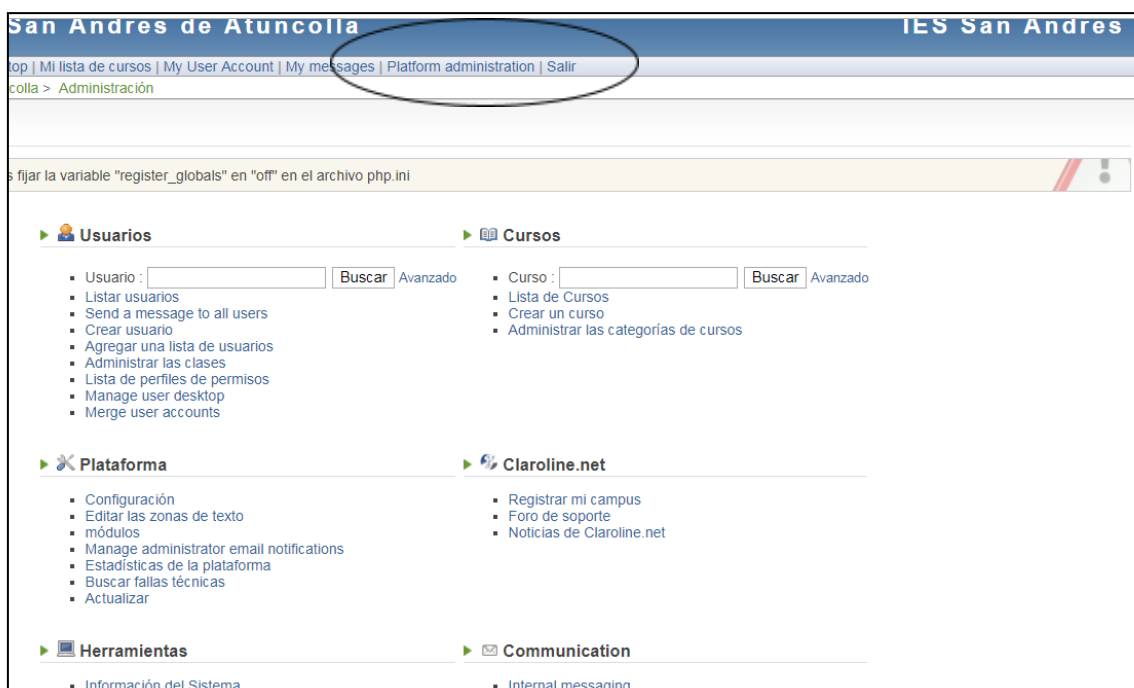 San Andres de Atuncolla IES San Andres
top | Mi lista de cursos | My User Account | My messages | Platform administration | Salir
colla > Administración
s fijar la variable "register_globals" en "off" en el archivo php.ini
Usuarios
Usuario : Buscar Avanzado
Listar usuarios
Send a message to all users
Crear usuario
Agregar una lista de usuarios
Administrar las clases
Lista de perfiles de permisos
Manage user desktop
Merge user accounts
Cursos
Curso : Buscar Avanzado
Lista de Cursos
Crear un curso
Administrar las categorías de cursos
Plataforma
Configuración
Editar las zonas de texto
módulos
Manage administrator email notifications
Estadísticas de la plataforma
Buscar fallas técnicas
Actualizar
Claroline.net
Registrar mi campus
Foro de soporte
Noticias de Claroline.net
Herramientas
Información del Sistema
Communication
Internal messaging